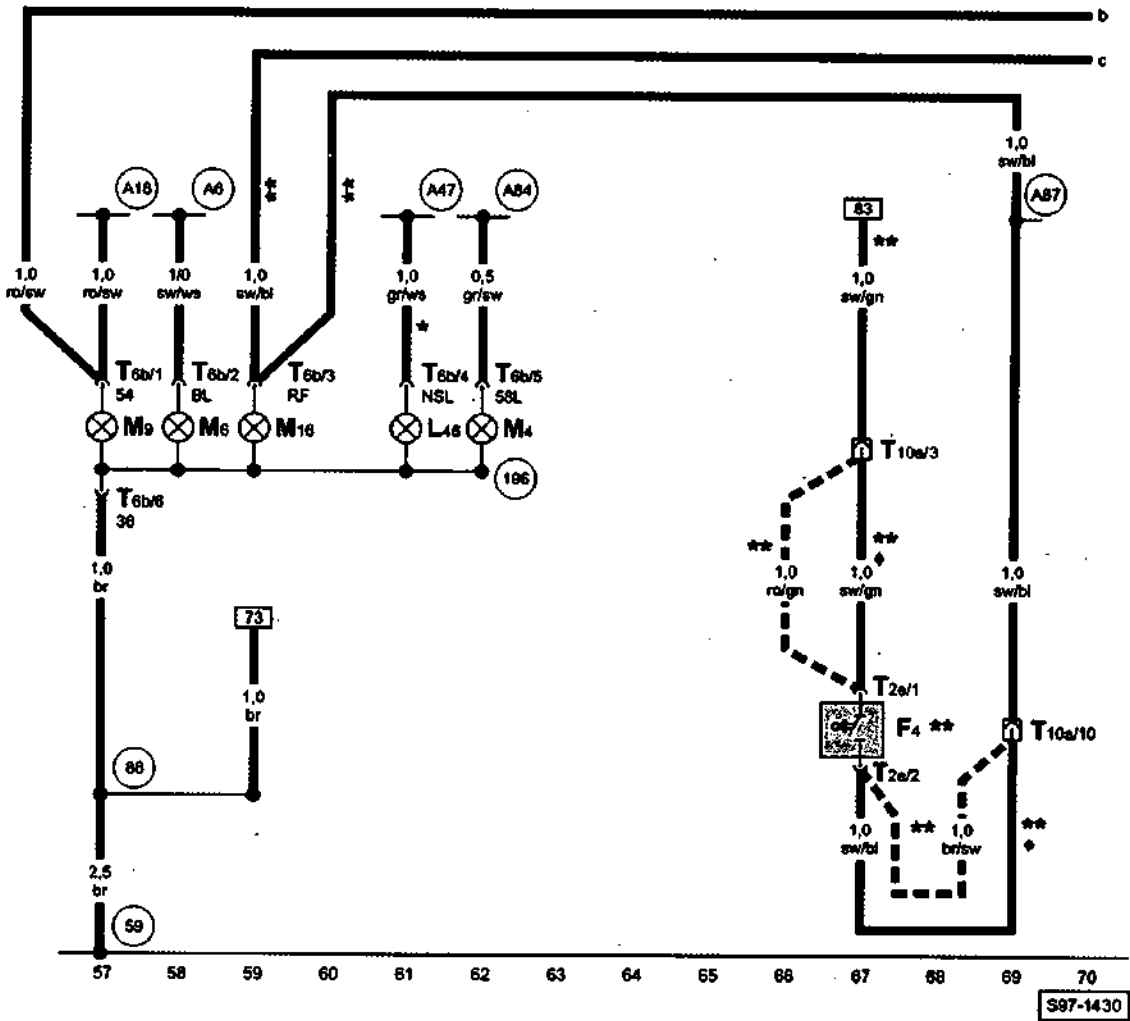 b
c
1,0
sw/bl
A18
A6
**
**
A47
A84
83
**
A87
1,0
ro/sw
1,0
ro/sw
1/0
sw/ws
1,0
sw/bl
1,0
gr/ws
*
0,5
gr/sw
1,0
sw/gn
T6b/1
54
T6b/2
BL
T6b/3
RF
T6b/4
NSL
T6b/5
58L
M9
M6
M16
L46
M4
T10a/3
196
T6b/6
36
**
**
1,0
br
1,0
ro/gn
1,0
sw/gn
1,0
sw/bl
73
1,0
br
T2e/1
F4 **
T10a/10
88
T2e/2
1,0
sw/bl
**
1,0
br/sw
**
2,5
br
59
57 58 59 60 61 62 63 64 65 66 67 68 69 70
S97-1430